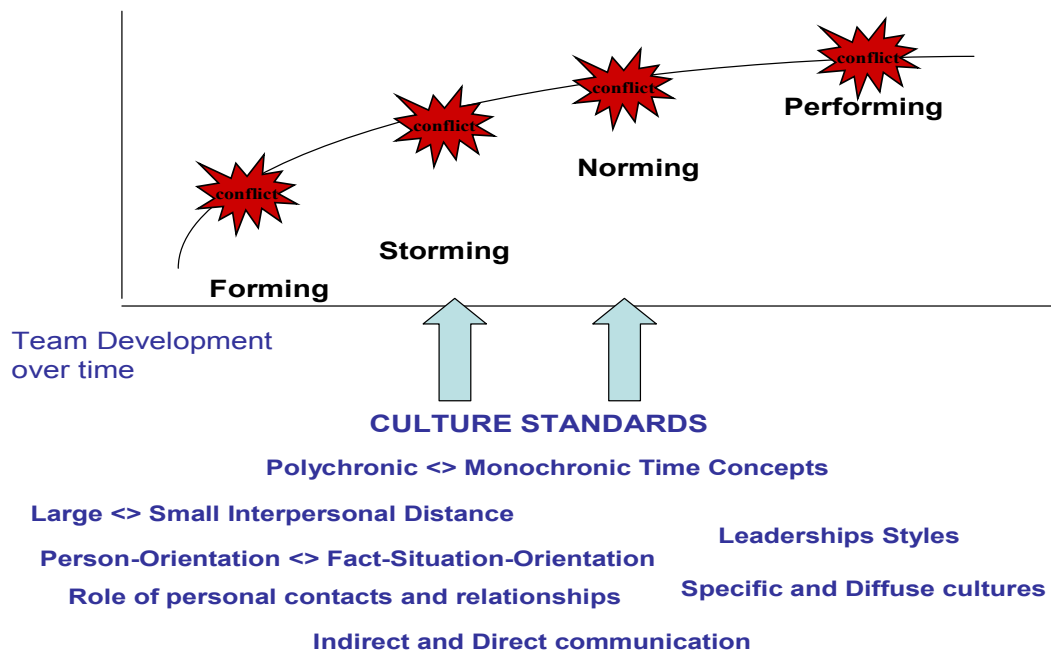 conflict
conflict
conflict
conflict
Performing
Norming
Storming
Forming
Team Development
over time
CULTURE STANDARDS
Polychronic <> Monochronic Time Concepts
Large <> Small Interpersonal Distance
Leaderships Styles
Person-Orientation <> Fact-Situation-Orientation
Specific and Diffuse cultures
Role of personal contacts and relationships
Indirect and Direct communication